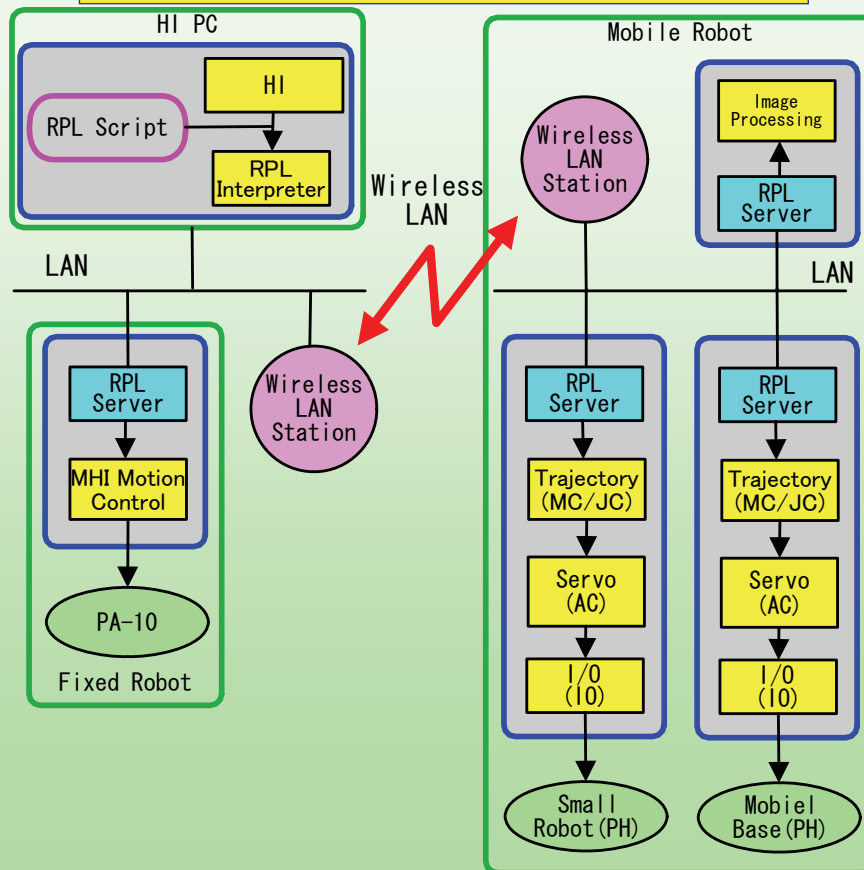 HI PC
HI
RPL Script
RPL
Interpreter
LAN
Wireless
LAN
RPL
Server
MHI Motion
Control
PA-10
Fixed Robot
Wireless
LAN
Station
Mobile Robot
Wireless
LAN
Station
Image
Processing
RPL
Server
LAN
RPL
Server
Trajectory
(MC/JC)
Servo
(AC)
I/O
(IO)
Small
Robot(PH)
RPL
Server
Trajectory
(MC/JC)
Servo
(AC)
I/O
(IO)
Mobiel
Base(PH)